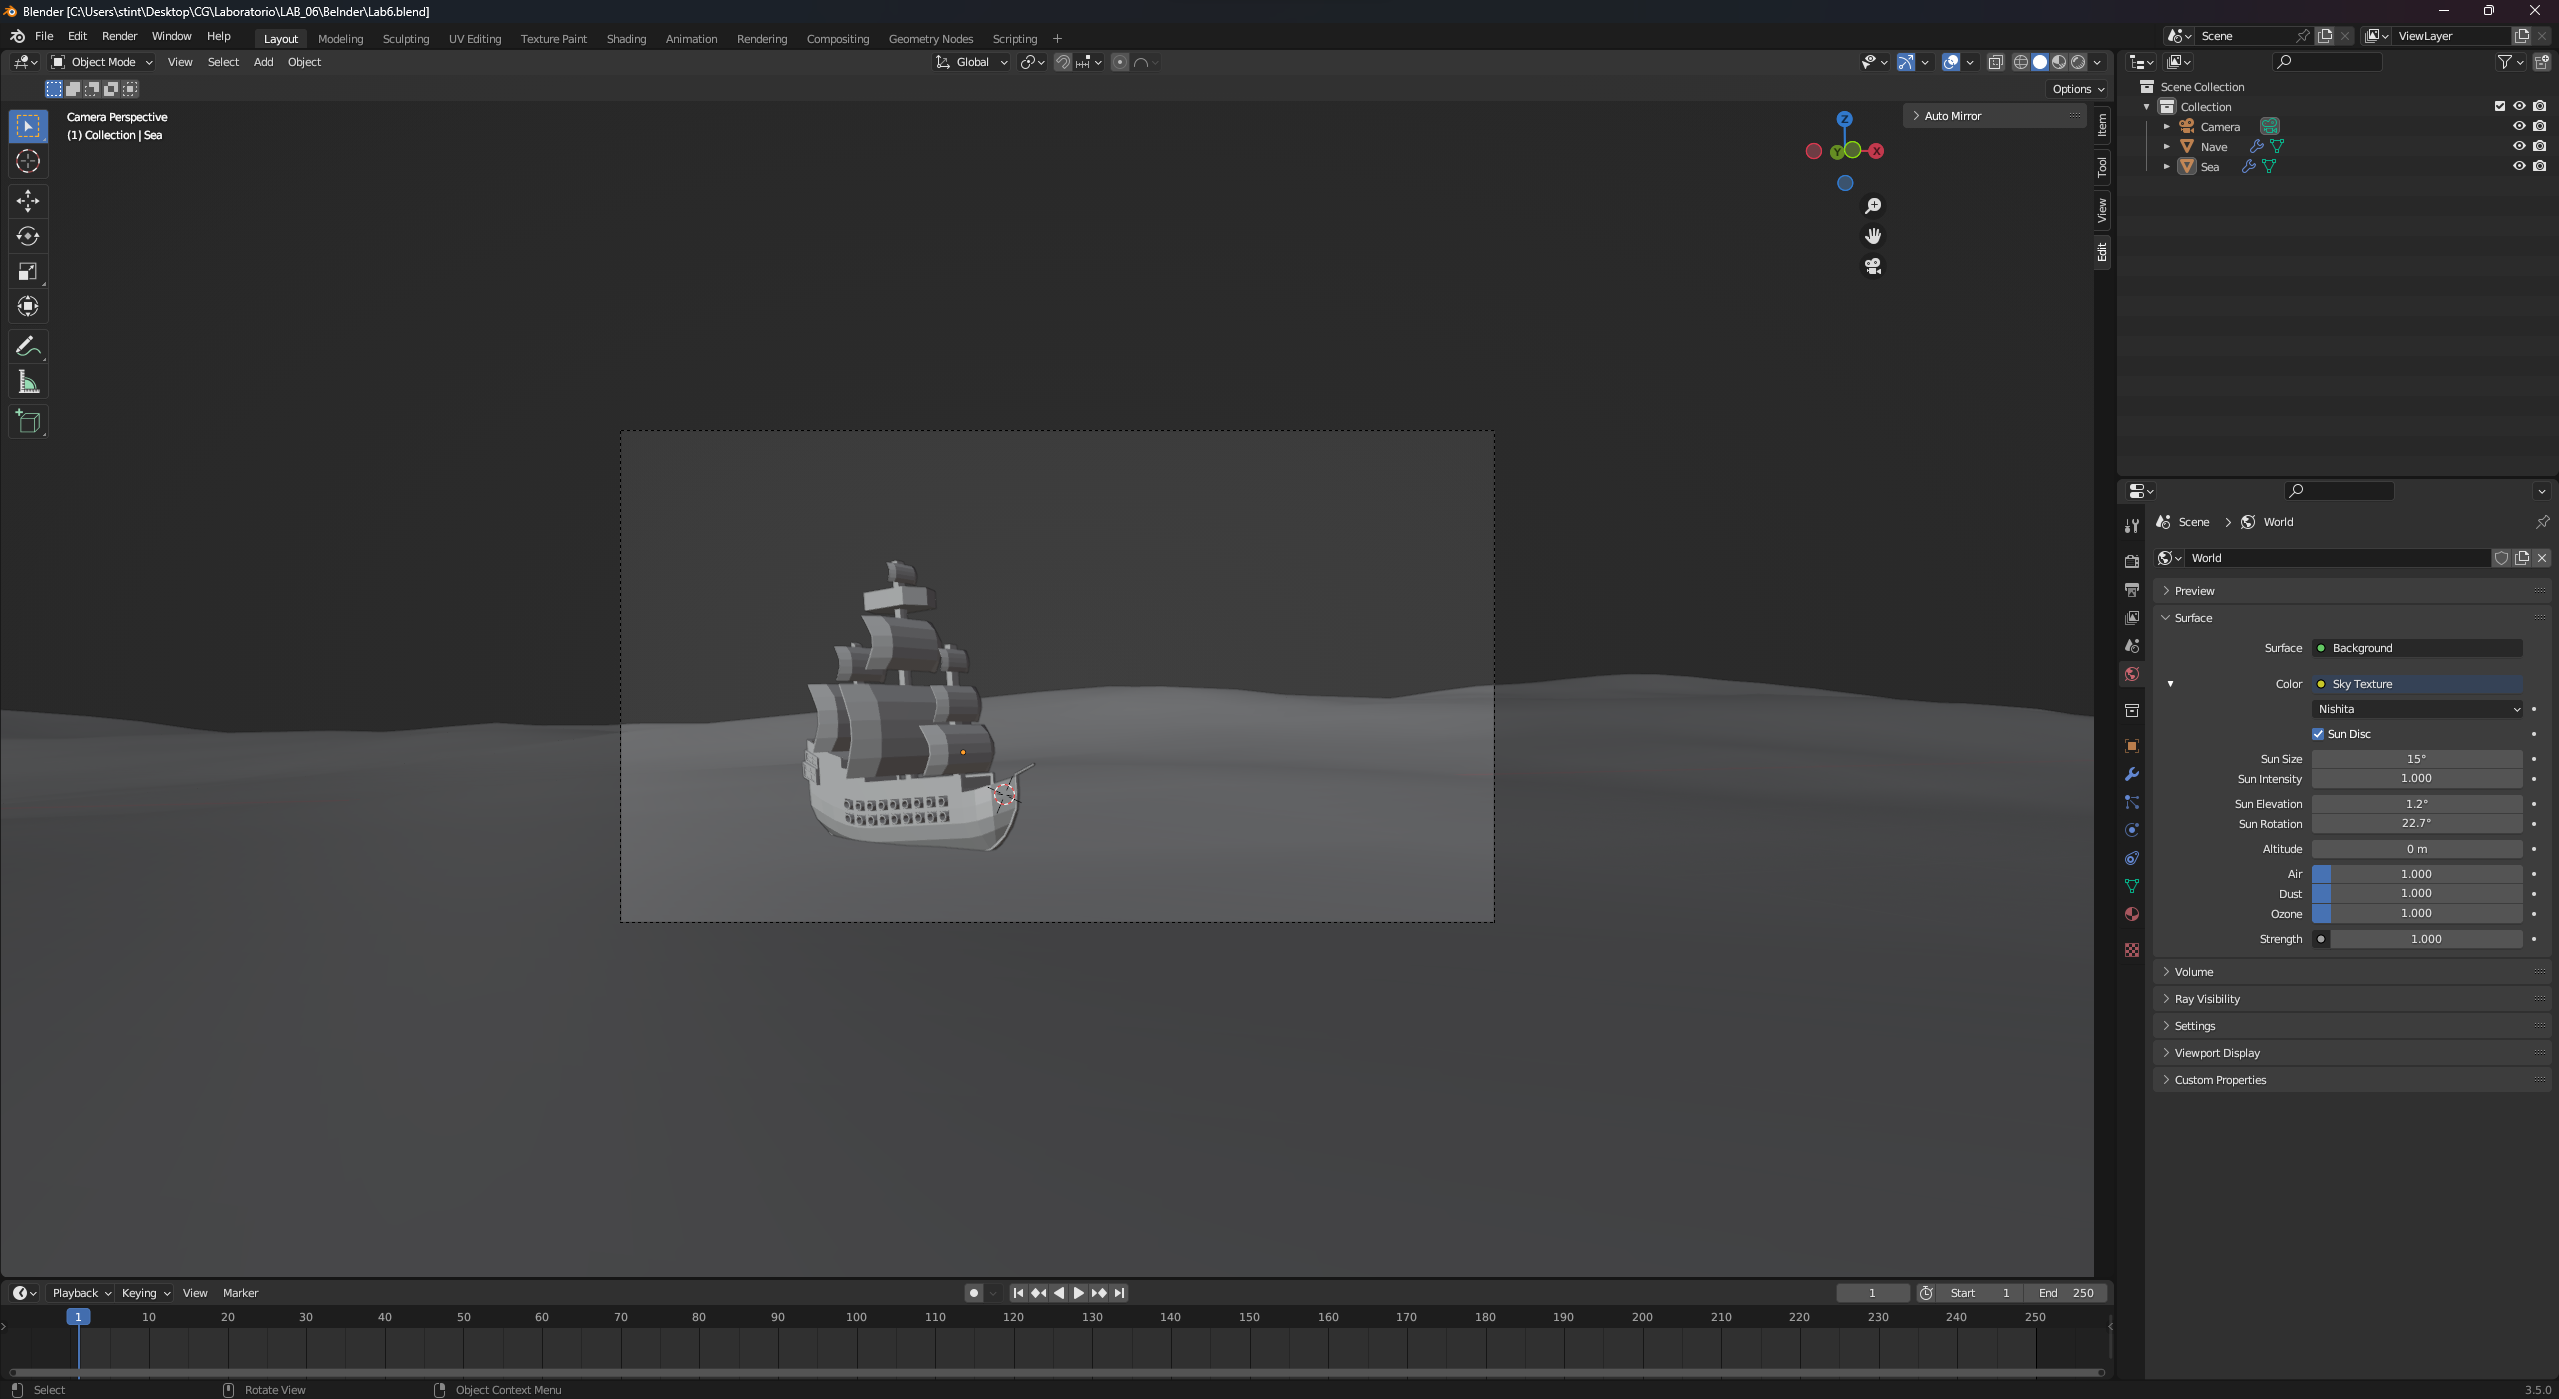 Blender [C:\Users\stint\Desktop\CG\Laboratorio\LAB_06\Belnder\Lab6.blend]
File Edit Render Window Help Layout Modeling Sculpting UV Editing Texture Paint Shading Animation Rendering Compositing Geometry Nodes Scripting + Scene ViewLayer
Object Mode View Select Add Object Global
Options
Camera Perspective
(1) Collection | Sea
Auto Mirror
Z
Y
X
Item
Tool
View
Edit
Scene Collection
Collection
Camera
Nave
Sea
Scene > World
World
Preview
Surface
Surface Background
Color Sky Texture
Nishita
Sun Disc
Sun Size 15°
Sun Intensity 1.000
Sun Elevation 1.2°
Sun Rotation 22.7°
Altitude 0 m
Air 1.000
Dust 1.000
Ozone 1.000
Strength 1.000
Volume
Ray Visibility
Settings
Viewport Display
Custom Properties
Playback Keying View Marker 1 Start 1 End 250
1 10 20 30 40 50 60 70 80 90 100 110 120 130 140 150 160 170 180 190 200 210 220 230 240 250
Select Rotate View Object Context Menu 3.5.0